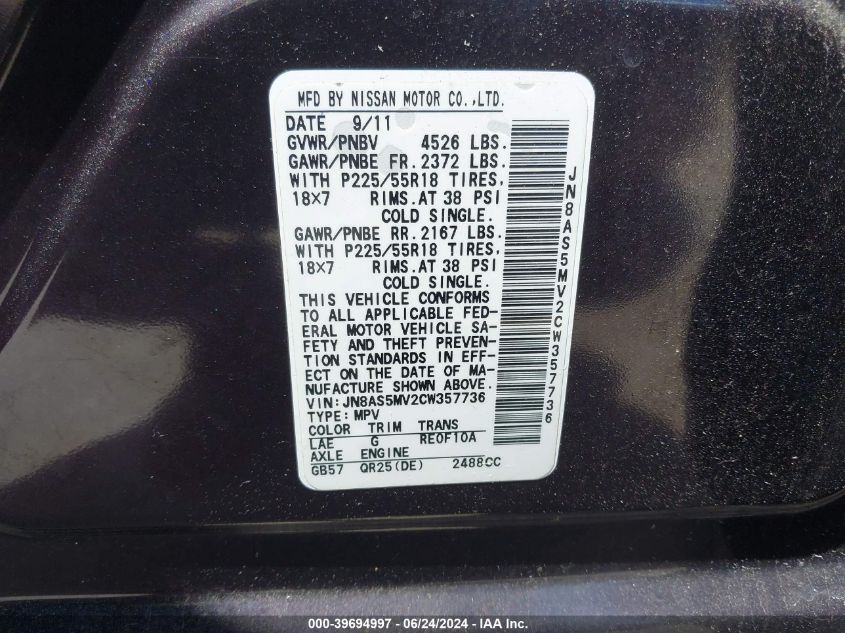 MFD BY NISSAN MOTOR CO.,LTD.
DATE 9/11
GVWR/PNBV 4526 LBS.
GAWR/PNBE FR. 2372 LBS.
WITH P225/55R18 TIRES,
18×7 RIMS.AT 38 PSI
COLD SINGLE.
GAWR/PNBE RR. 2167 LBS.
WITH P225/55R18 TIRES,
18×7 RIMS.AT 38 PSI
COLD SINGLE.
THIS VEHICLE CONFORMS
TO ALL APPLICABLE FED-
ERAL MOTOR VEHICLE SA-
FETY AND THEFT PREVEN-
TION STANDARDS IN EFF-
ECT ON THE DATE OF MA-
NUFACTURE SHOWN ABOVE.
VIN:JN8AS5MV2CW357736
TYPE:MPV
COLOR TRIM TRANS
LAE G RE0F10A
AXLE ENGINE
GB57 QR25(DE) 2488CC
JN8AS5MV2CW357736
000-39694997 - 06/24/2024 - IAA Inc.